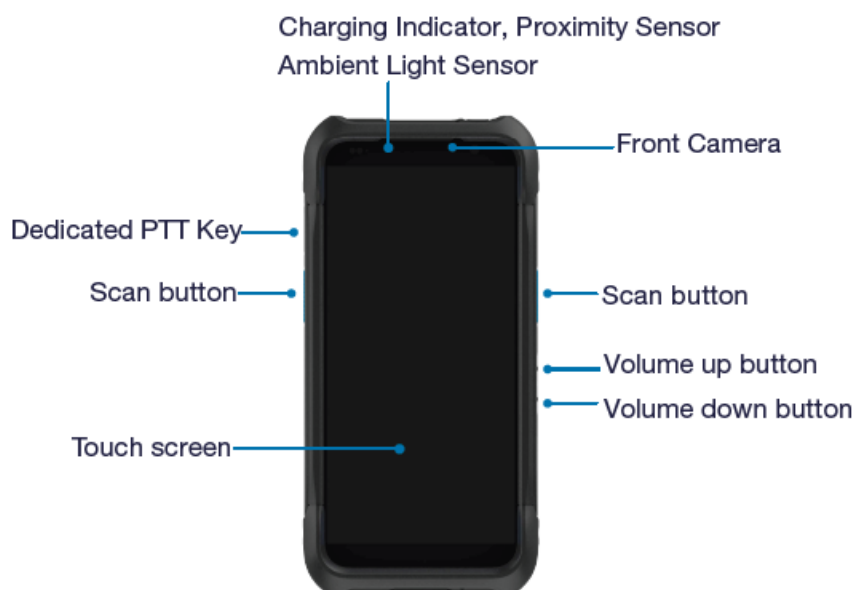 Charging Indicator, Proximity Sensor
Ambient Light Sensor
Front Camera
Dedicated PTT Key
Scan button
Scan button
Volume up button
Volume down button
Touch screen